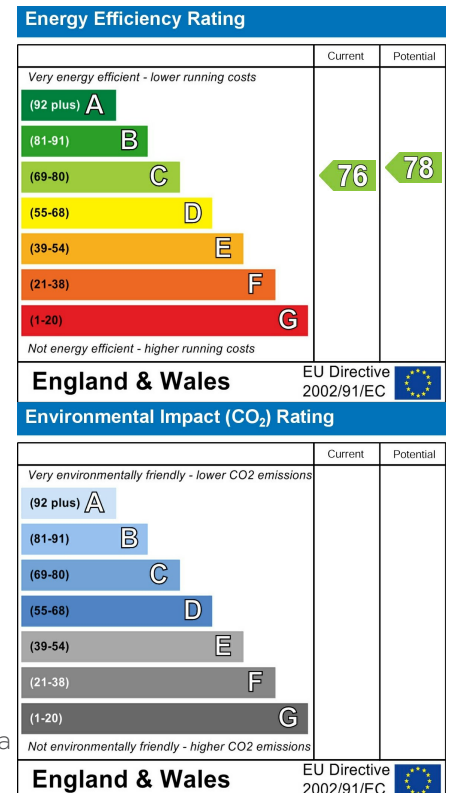 Energy Efficiency Rating
Current Potential
Very energy efficient - lower running costs
(92 plus) A
(81-91) B
(69-80) C 76 78
(55-68) D
(39-54) E
(21-38) F
(1-20) G
Not energy efficient - higher running costs
England & Wales EU Directive 2002/91/EC
Environmental Impact (CO₂) Rating
Current Potential
Very environmentally friendly - lower CO2 emissions
(92 plus) A
(81-91) B
(69-80) C
(55-68) D
(39-54) E
(21-38) F
(1-20) G
a
Not environmentally friendly - higher CO2 emissions
England & Wales EU Directive 2002/91/EC